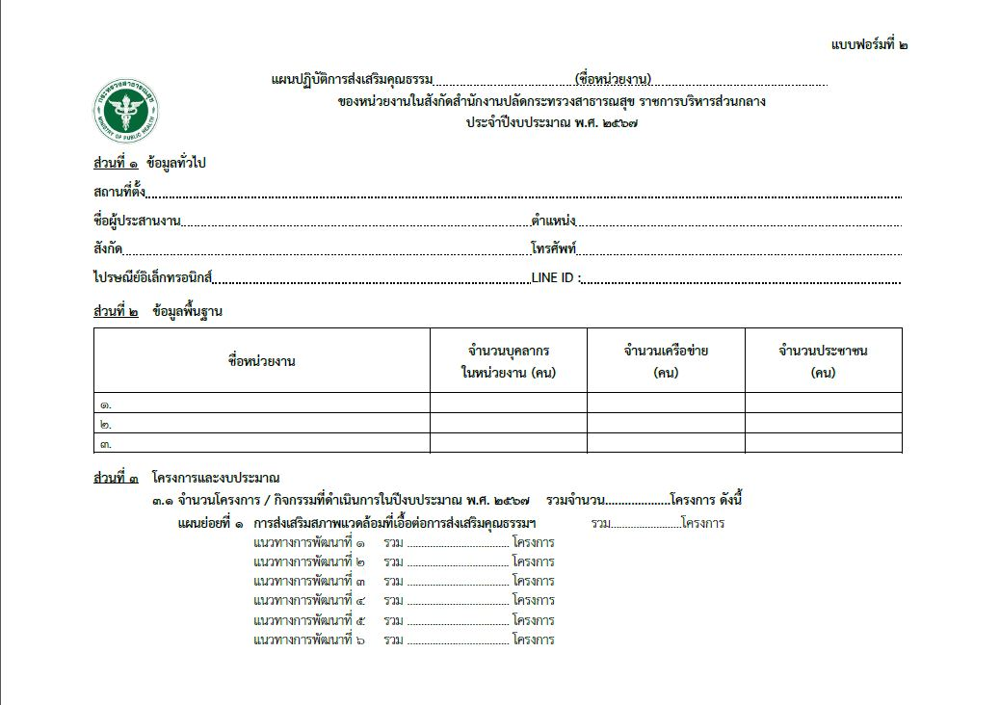 แบบฟอร์มที่ ๒
แผนปฏิบัติการส่งเสริมคุณธรรม ........................................(ชื่อหน่วยงาน)..................................................
ของหน่วยงานในสังกัดสำนักงานปลัดกระทรวงสาธารณสุข ราชการบริหารส่วนกลาง
ประจำปีงบประมาณ พ.ศ. ๒๕๖๗
กระทรวงสาธารณสุข
MINISTRY OF PUBLIC HEALTH
ส่วนที่ ๑ ข้อมูลทั่วไป
สถานที่ตั้ง................................................................................
ชื่อผู้ประสานงาน........................................ตำแหน่ง........................................
สังกัด........................................โทรศัพท์........................................
ไปรษณีย์อิเล็กทรอนิกส์........................................LINE ID :........................................
ส่วนที่ ๒ ข้อมูลพื้นฐาน
ชื่อหน่วยงาน จำนวนบุคลากร จำนวนเครือข่าย จำนวนประชาชน
ในหน่วยงาน (คน) (คน) (คน)
๑.
๒.
๓.
ส่วนที่ ๓ โครงการและงบประมาณ
๓.๑ จำนวนโครงการ / กิจกรรมที่ดำเนินการในปีงบประมาณ พ.ศ. ๒๕๖๗ รวมจำนวน....................โครงการ ดังนี้
แผนย่อยที่ ๑ การส่งเสริมสภาพแวดล้อมที่เอื้อต่อการส่งเสริมคุณธรรมฯ รวม.........................โครงการ
แนวทางการพัฒนาที่ ๑ รวม .................................... โครงการ
แนวทางการพัฒนาที่ ๒ รวม .................................... โครงการ
แนวทางการพัฒนาที่ ๓ รวม .................................... โครงการ
แนวทางการพัฒนาที่ ๔ รวม .................................... โครงการ
แนวทางการพัฒนาที่ ๕ รวม .................................... โครงการ
แนวทางการพัฒนาที่ ๖ รวม .................................... โครงการ